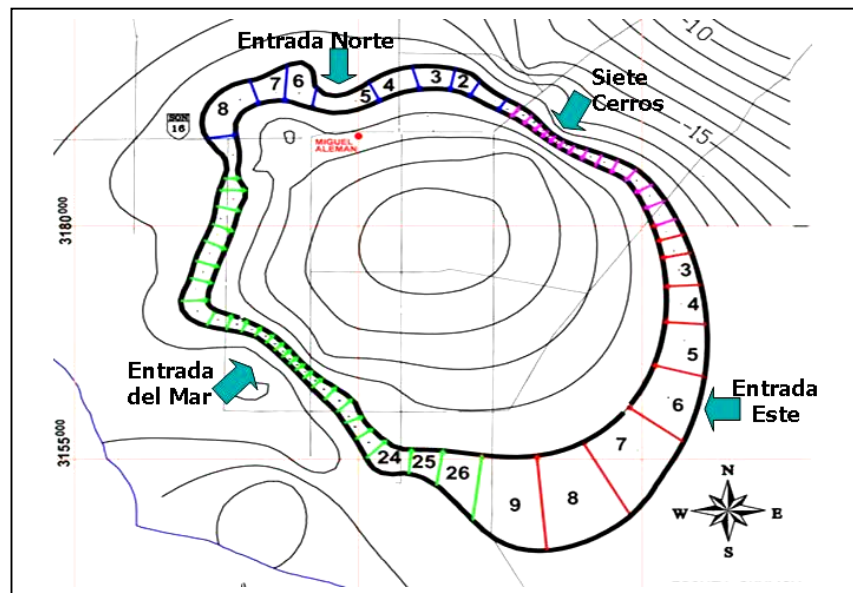 Entrada Norte
-10
Siete
Cerros
-15
SON
16
MIGUEL
ALEMAN
8
7
6
5
4
3
2
3180000
3
4
5
6
7
8
9
Entrada
Este
Entrada
del Mar
3155000
24
25
26
N
W
E
S